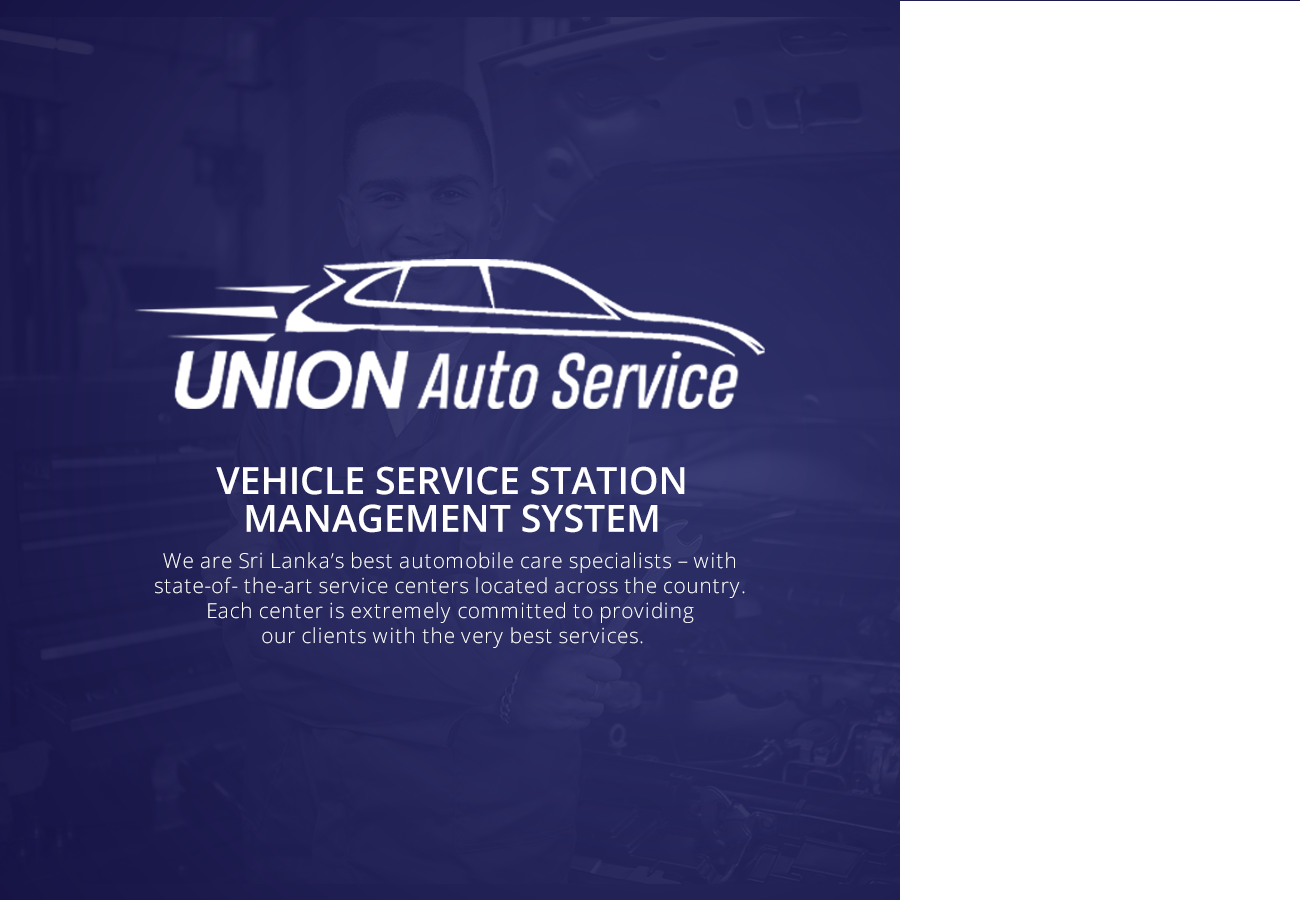 UNION Auto Service
VEHICLE SERVICE STATION
MANAGEMENT SYSTEM
We are Sri Lanka’s best automobile care specialists – with
state-of- the-art service centers located across the country.
Each center is extremely committed to providing
our clients with the very best services.